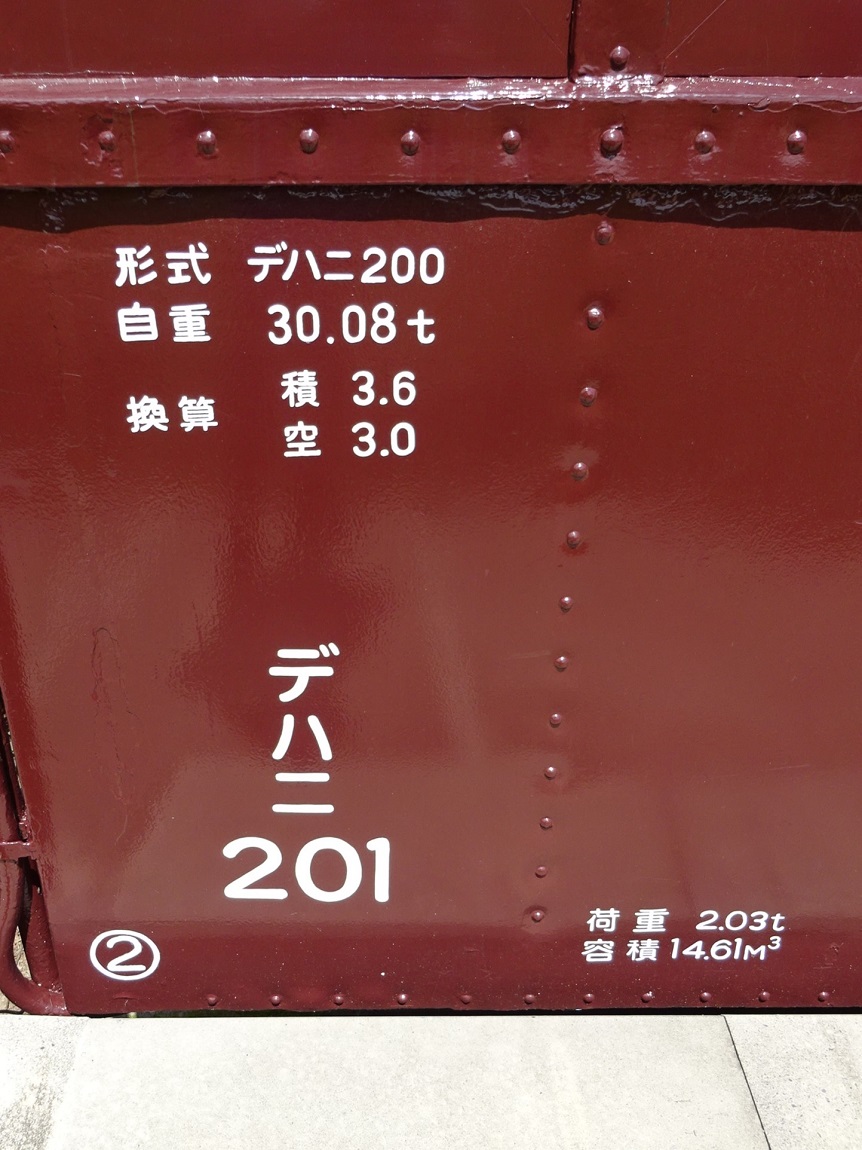 形式 デハニ200
自重 30.08t
換算 積 3.6
空 3.0
デハニ
201
②
荷重 2.03t
容積 14.61M³